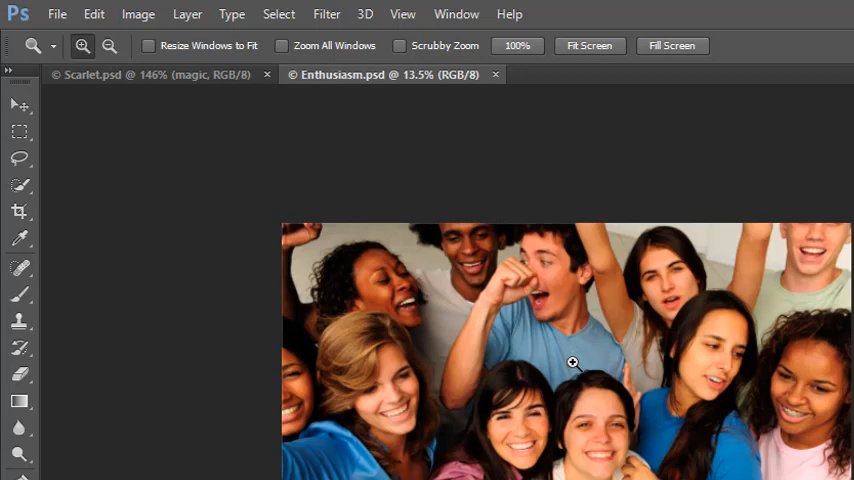 Ps File Edit Image Layer Type Select Filter 3D View Window Help
Resize Windows to Fit Zoom All Windows Scrubby Zoom 100% Fit Screen Fill Screen
© Scarlet.psd @ 146% (magic, RGB/8) × © Enthusiasm.psd @ 13.5% (RGB/8) ×